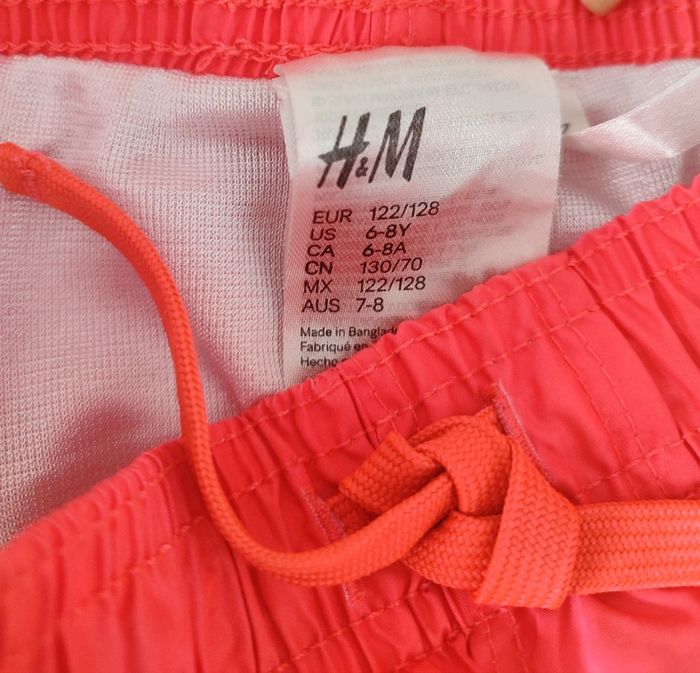 H&M
EUR 122/128
US 6-8Y
CA 6-8A
CN 130/70
MX 122/128
AUS 7-8
Made in
Fabriqué en
Hecho